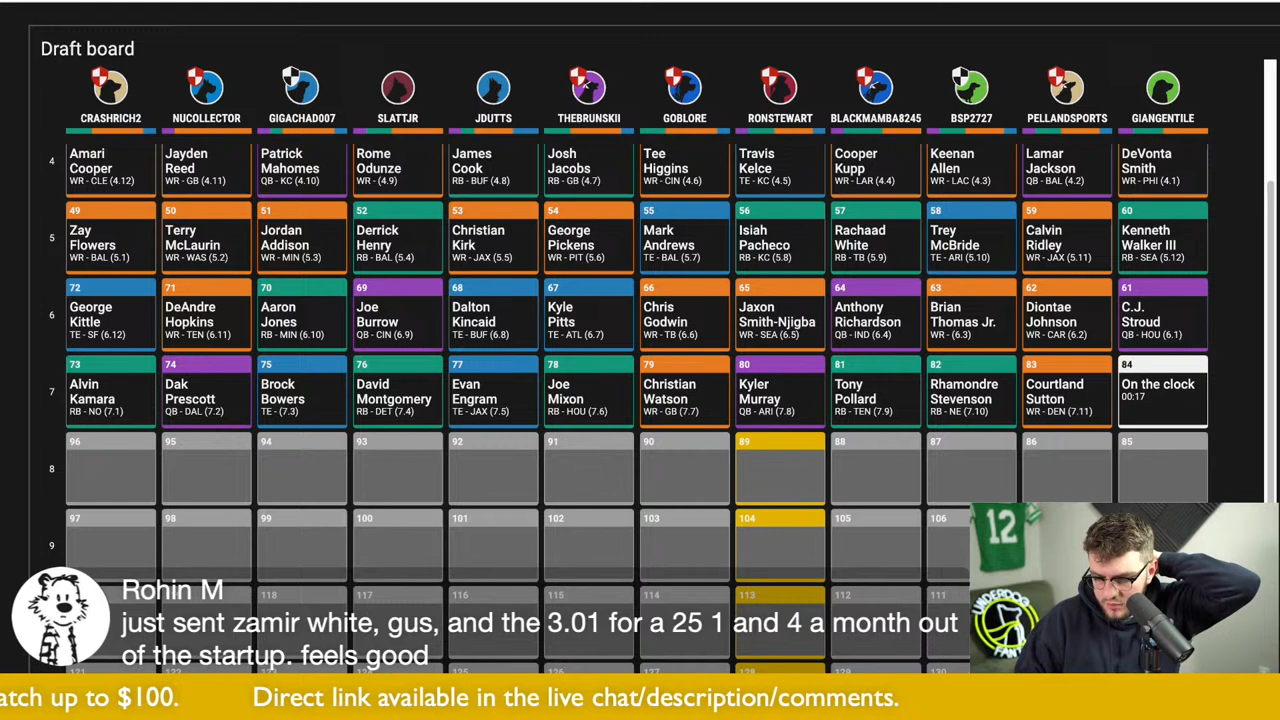 Draft board
CRASHRICH2 NUCOLLECTOR GIGACHAD007 SLATTJR JDUTTS THEBRUNSKII GOBLORE RONSTEWART BLACKMAMBA8245 BSP2727 PELLANDSPORTS GIANGENTILE
4
Amari Jayden Patrick Rome James Josh Tee Travis Cooper Keenan Lamar DeVonta
Cooper Reed Mahomes Odunze Cook Jacobs Higgins Kelce Kupp Allen Jackson Smith
WR - CLE (4.12) WR - GB (4.11) QB - KC (4.10) WR - (4.9) RB - BUF (4.8) RB - GB (4.7) WR - CIN (4.6) TE - KC (4.5) WR - LAR (4.4) WR - LAC (4.3) QB - BAL (4.2) WR - PHI (4.1)
49 50 51 52 53 54 55 56 57 58 59 60
5
Zay Terry Jordan Derrick Christian George Mark Isiah Rachaad Trey Calvin Kenneth
Flowers McLaurin Addison Henry Kirk Pickens Andrews Pacheco White McBride Ridley Walker III
WR - BAL (5.1) WR - WAS (5.2) WR - MIN (5.3) RB - BAL (5.4) WR - JAX (5.5) WR - PIT (5.6) TE - BAL (5.7) RB - KC (5.8) RB - TB (5.9) TE - ARI (5.10) WR - JAX (5.11) RB - SEA (5.12)
72 71 70 69 68 67 66 65 64 63 62 61
6
George DeAndre Aaron Joe Dalton Kyle Chris Jaxon Anthony Brian Diontae C.J.
Kittle Hopkins Jones Burrow Kincaid Pitts Godwin Smith-Njigba Richardson Thomas Jr. Johnson Stroud
TE - SF (6.12) WR - TEN (6.11) RB - MIN (6.10) QB - CIN (6.9) TE - BUF (6.8) TE - ATL (6.7) WR - TB (6.6) WR - SEA (6.5) QB - IND (6.4) WR - (6.3) WR - CAR (6.2) QB - HOU (6.1)
73 74 75 76 77 78 79 80 81 82 83 84
7
Alvin Dak Brock David Evan Joe Christian Kyler Tony Rhamondre Courtland On the clock
Kamara Prescott Bowers Montgomery Engram Mixon Watson Murray Pollard Stevenson Sutton 00:17
RB - NO (7.1) QB - DAL (7.2) TE - (7.3) RB - DET (7.4) TE - JAX (7.5) RB - HOU (7.6) WR - GB (7.7) QB - ARI (7.8) RB - TEN (7.9) RB - NE (7.10) WR - DEN (7.11)
96 95 94 93 92 91 90 89 88 87 86 85
8
97 98 99 100 101 102 103 104 105 106
9
118 117 116 115 114 113 112 111
Rohin M
just sent zamir white, gus, and the 3.01 for a 25 1 and 4 a month out
of the startup. feels good
12
UNDERDOG
FANT
atch up to $100. Direct link available in the live chat/description/comments.